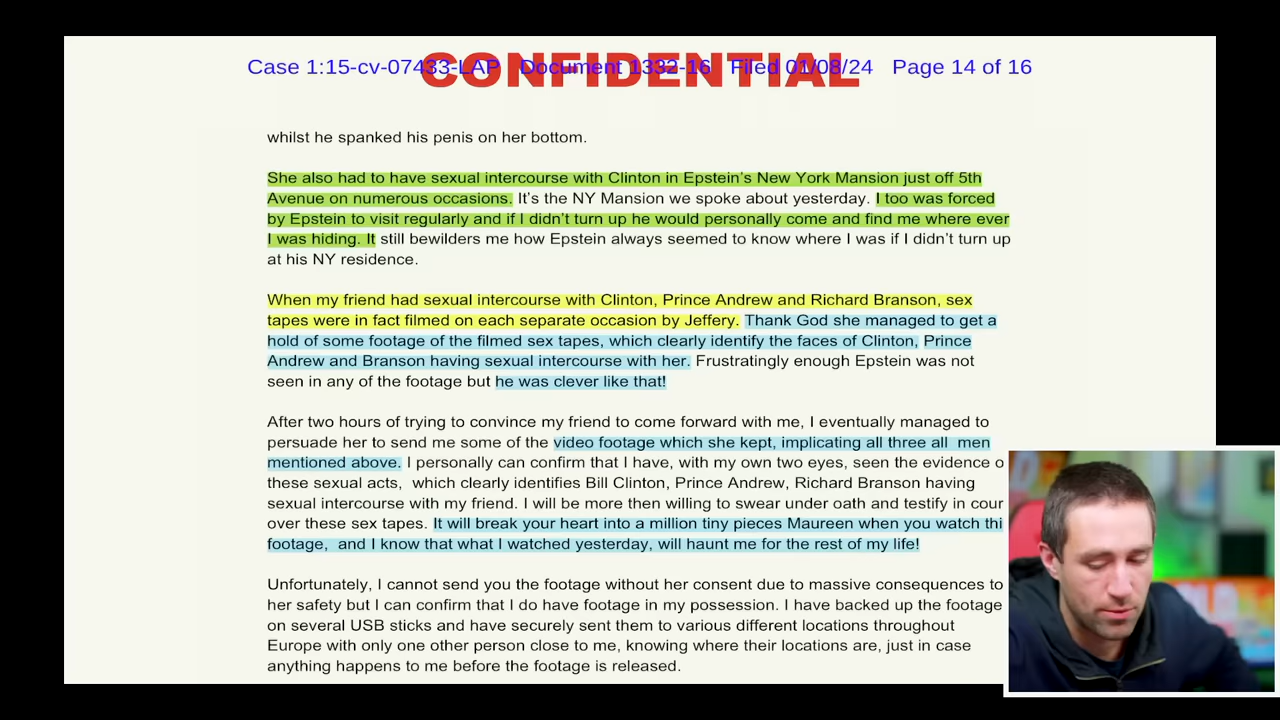 CONFIDENTIAL
Case 1:15-cv-07433-LAP Document 1332-16 Filed 01/08/24 Page 14 of 16
whilst he spanked his penis on her bottom.
She also had to have sexual intercourse with Clinton in Epstein's New York Mansion just off 5th
Avenue on numerous occasions. It's the NY Mansion we spoke about yesterday. I too was forced
by Epstein to visit regularly and if I didn't turn up he would personally come and find me where ever
I was hiding. It still bewilders me how Epstein always seemed to know where I was if I didn't turn up
at his NY residence.
When my friend had sexual intercourse with Clinton, Prince Andrew and Richard Branson, sex
tapes were in fact filmed on each separate occasion by Jeffery. Thank God she managed to get a
hold of some footage of the filmed sex tapes, which clearly identify the faces of Clinton, Prince
Andrew and Branson having sexual intercourse with her. Frustratingly enough Epstein was not
seen in any of the footage but he was clever like that!
After two hours of trying to convince my friend to come forward with me, I eventually managed to
persuade her to send me some of the video footage which she kept, implicating all three all men
mentioned above. I personally can confirm that I have, with my own two eyes, seen the evidence o
these sexual acts, which clearly identifies Bill Clinton, Prince Andrew, Richard Branson having
sexual intercourse with my friend. I will be more then willing to swear under oath and testify in cour
over these sex tapes. It will break your heart into a million tiny pieces Maureen when you watch thi
footage, and I know that what I watched yesterday, will haunt me for the rest of my life!
Unfortunately, I cannot send you the footage without her consent due to massive consequences to
her safety but I can confirm that I do have footage in my possession. I have backed up the footage
on several USB sticks and have securely sent them to various different locations throughout
Europe with only one other person close to me, knowing where their locations are, just in case
anything happens to me before the footage is released.